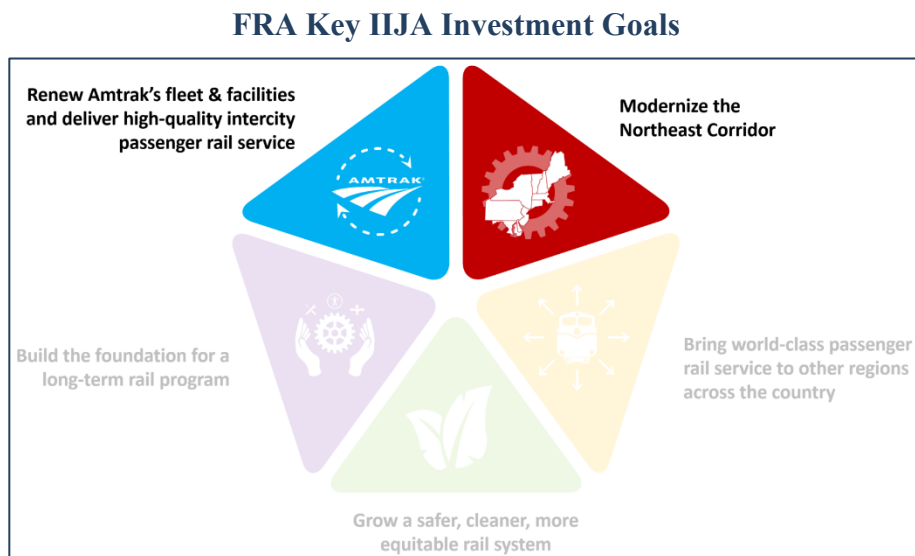 FRA Key IIJA Investment Goals
Renew Amtrak's fleet & facilities
and deliver high-quality intercity
passenger rail service
Modernize the
Northeast Corridor
AMTRAK®
Build the foundation for a
long-term rail program
Bring world-class passenger
rail service to other regions
across the country
Grow a safer, cleaner, more
equitable rail system